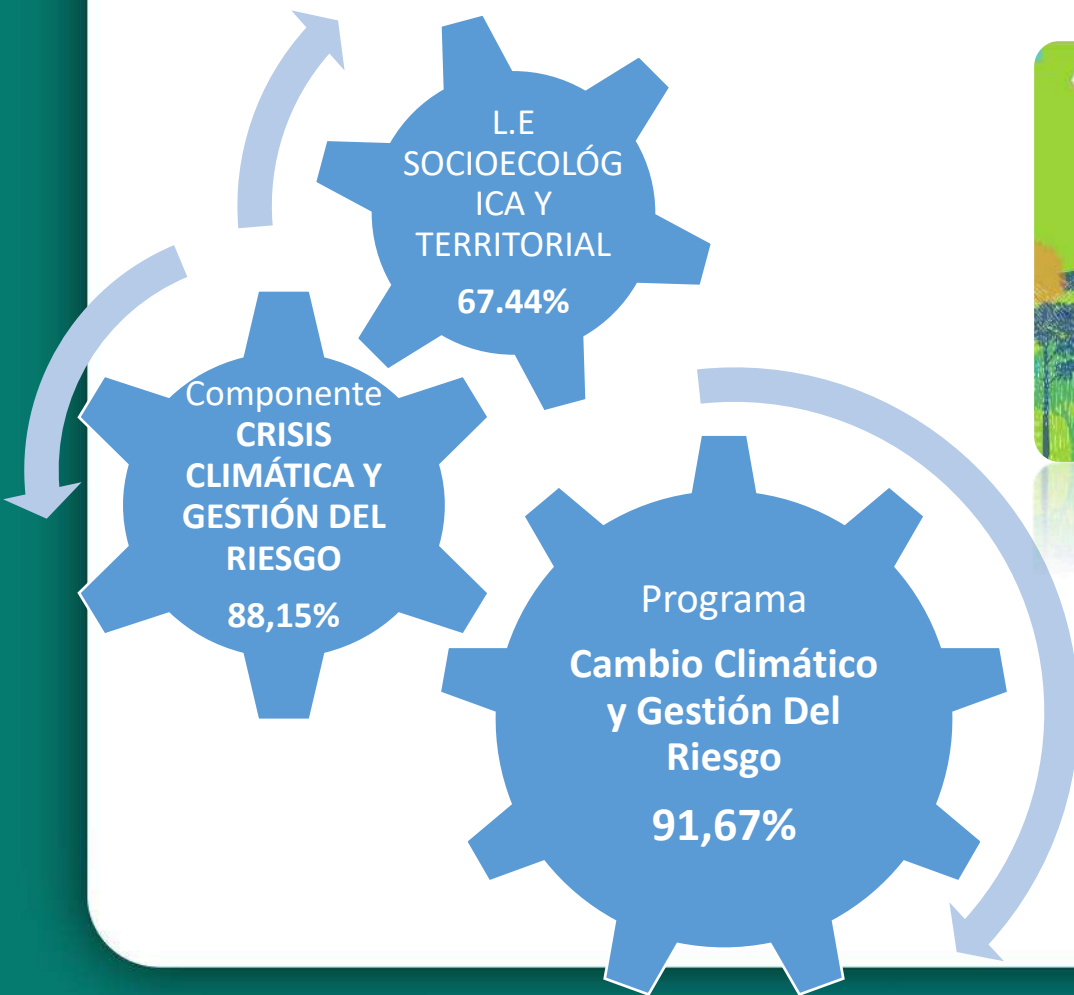 L.E
SOCIOECOLÓG
ICA Y
TERRITORIAL
67.44%
Componente
CRISIS
CLIMÁTICA Y
GESTIÓN DEL
RIESGO
88,15%
Programa
Cambio Climático
y Gestión Del
Riesgo
91,67%